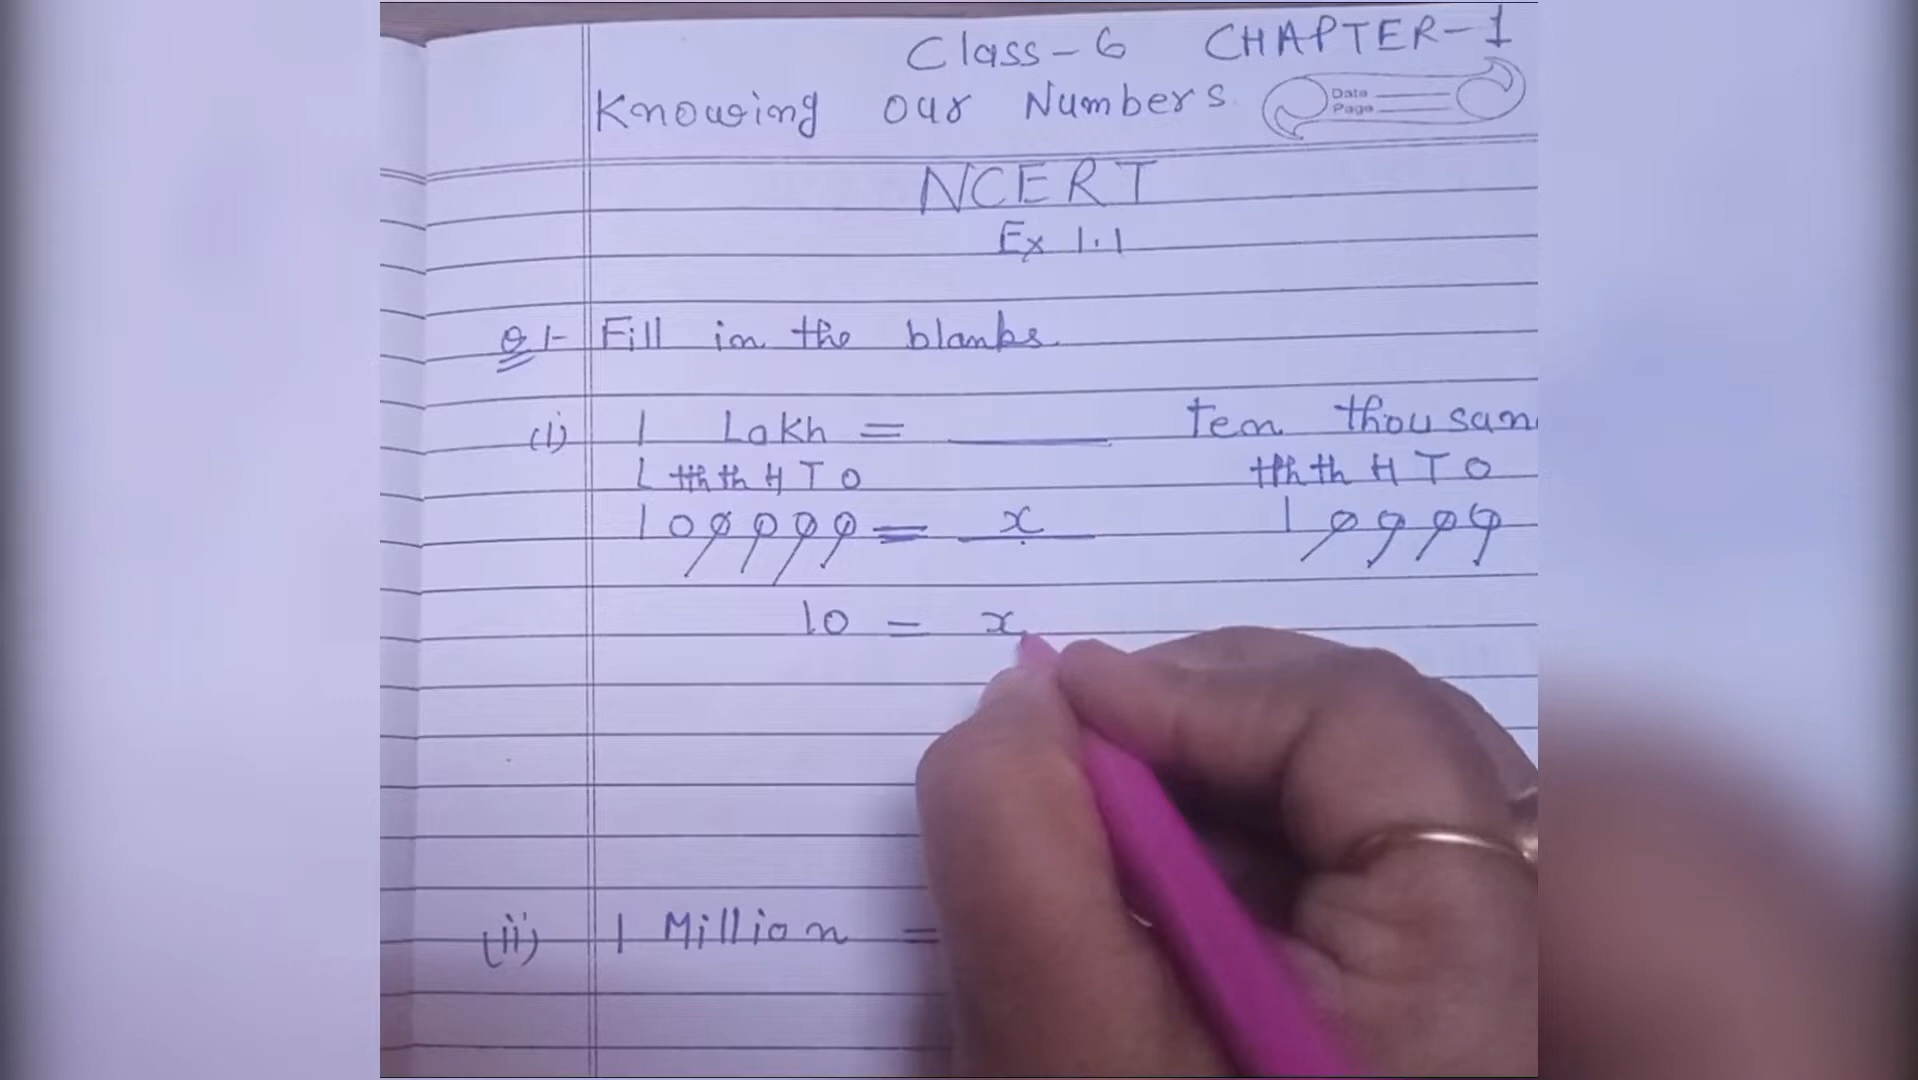 Class-6 CHAPTER-1
Knowing our Numbers
Data
Page
NCERT
Ex 1.1
Q1- Fill in the blanks
(i) 1 Lakh = ______ ten thousan
L tth th H T O tth th H T O
100000 = x 10000
10 = x
(ii) 1 Million =